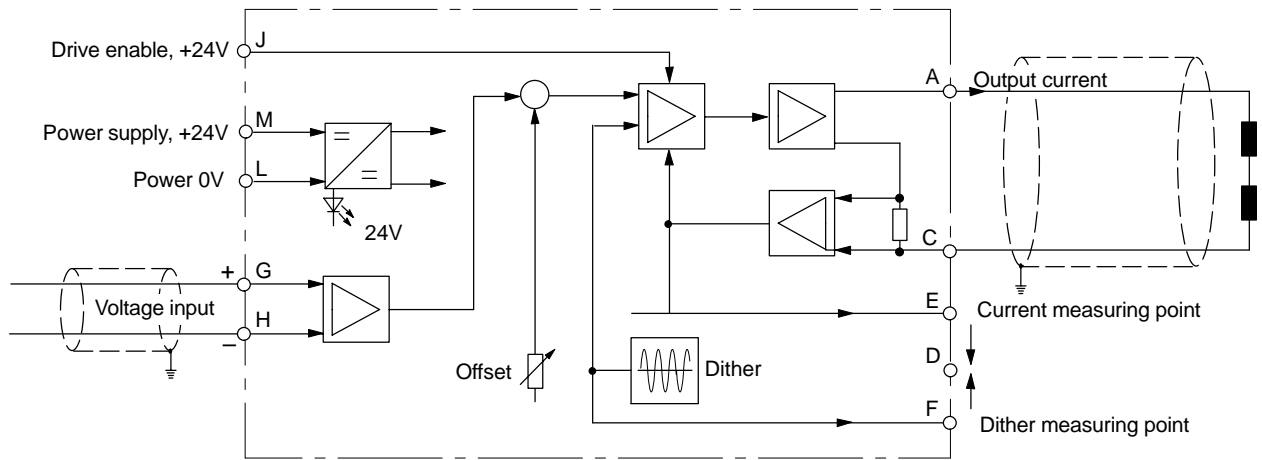 Drive enable, +24V
J
A
Output current
Power supply, +24V
M
Power 0V
L
24V
C
+
G
Voltage input
H
–
E
Current measuring point
Offset
Dither
D
F
Dither measuring point